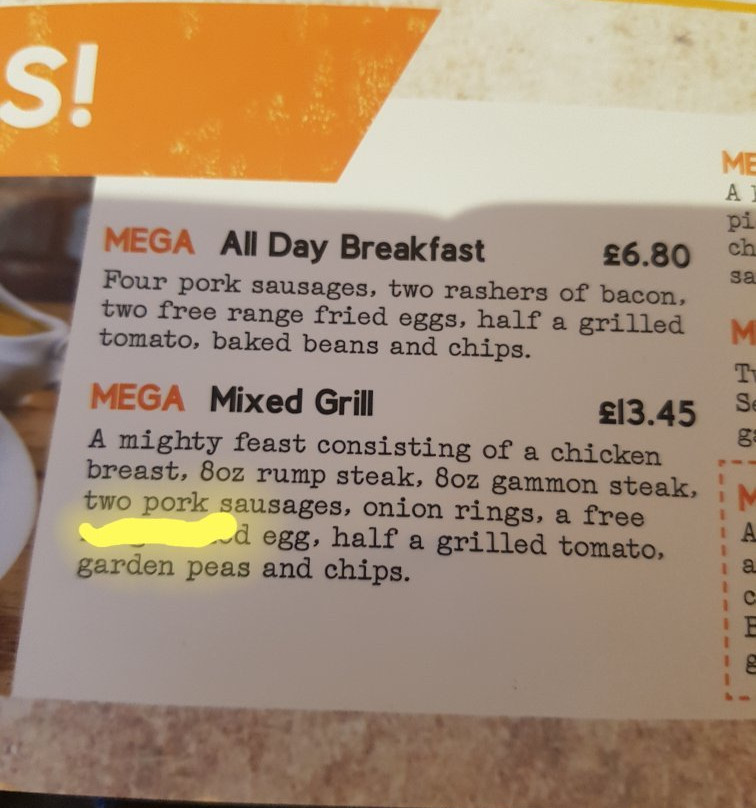 S!
MEGA All Day Breakfast £6.80
Four pork sausages, two rashers of bacon,
two free range fried eggs, half a grilled
tomato, baked beans and chips.
MEGA Mixed Grill £13.45
A mighty feast consisting of a chicken
breast, 8oz rump steak, 8oz gammon steak,
two pork sausages, onion rings, a free
egg, half a grilled tomato,
garden peas and chips.